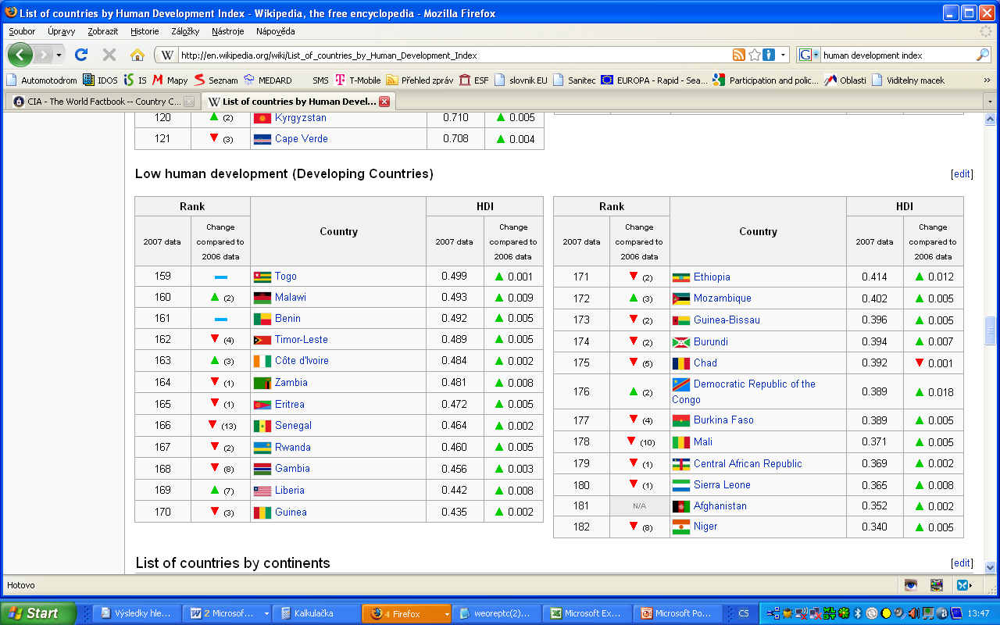 List of countries by Human Development Index - Wikipedia, the free encyclopedia - Mozilla Firefox
Soubor Úpravy Zobrazit Historie Záložky Nástroje Nápověda
W http://en.wikipedia.org/wiki/List_of_countries_by_Human_Development_Index G human development index
Automotodrom IDOS IS Mapy Seznam MEDARD SMS T-Mobile Přehled zpráv ESF slovnik EU Sanitec EUROPA - Rapid - Sea... Participation and polic... Oblasti Viditelny macek »
CIA - The World Factbook -- Country C... W List of countries by Human Devel...
120 (2) Kyrgyzstan 0.710 0.005
121 (3) Cape Verde 0.708 0.004
Low human development (Developing Countries) [edit]
Rank Country HDI
2007 data Change compared to 2006 data 2007 data Change compared to 2006 data
159 Togo 0.499 0.001
160 (2) Malawi 0.493 0.009
161 Benin 0.492 0.005
162 (4) Timor-Leste 0.489 0.005
163 (3) Côte d'Ivoire 0.484 0.002
164 (1) Zambia 0.481 0.008
165 (1) Eritrea 0.472 0.005
166 (13) Senegal 0.464 0.002
167 (2) Rwanda 0.460 0.005
168 (8) Gambia 0.456 0.003
169 (7) Liberia 0.442 0.008
170 (3) Guinea 0.435 0.002
Rank Country HDI
2007 data Change compared to 2006 data 2007 data Change compared to 2006 data
171 (2) Ethiopia 0.414 0.012
172 (3) Mozambique 0.402 0.005
173 (2) Guinea-Bissau 0.396 0.005
174 (2) Burundi 0.394 0.007
175 (5) Chad 0.392 0.001
176 (2) Democratic Republic of the Congo 0.389 0.018
177 (4) Burkina Faso 0.389 0.005
178 (10) Mali 0.371 0.005
179 (1) Central African Republic 0.369 0.002
180 (1) Sierra Leone 0.365 0.008
181 N/A Afghanistan 0.352 0.002
182 (8) Niger 0.340 0.005
List of countries by continents [edit]
Hotovo
Start Výsledky hle... 2 Microsof... Kalkulačka 4 Firefox weoreptc(2)... Microsoft Ex... Microsoft Po... CS 13:47